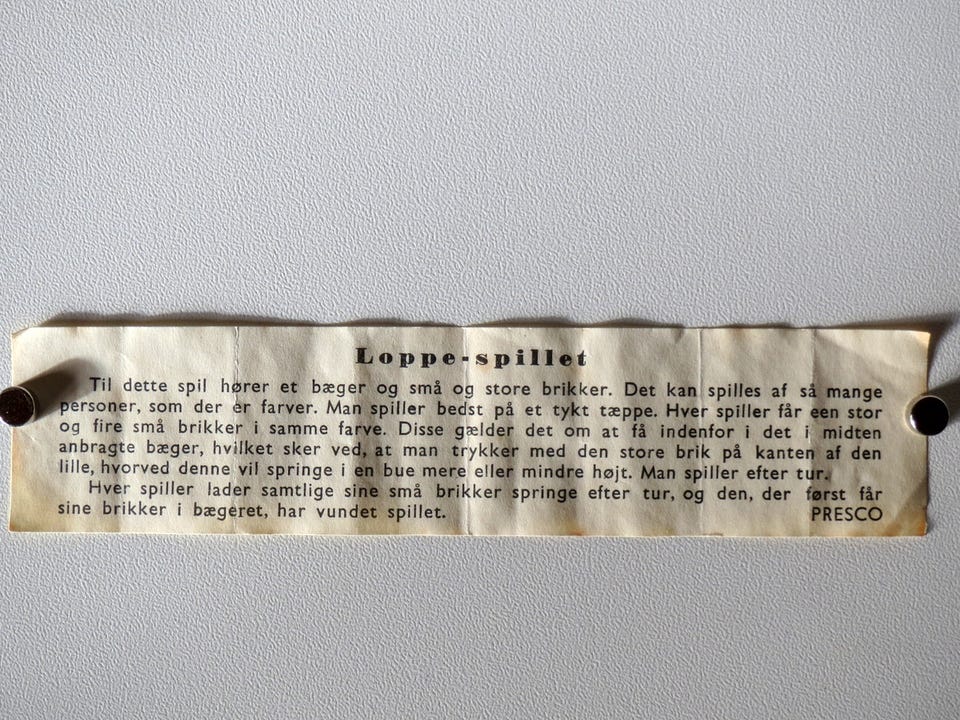 Loppe-spillet
Til dette spil hører et bæger og små og store brikker. Det kan spilles af så mange
personer, som der er farver. Man spiller bedst på et tykt tæppe. Hver spiller får een stor
og fire små brikker i samme farve. Disse gælder det om at få indenfor i det i midten
anbragte bæger, hvilket sker ved, at man trykker med den store brik på kanten af den
lille, hvorved denne vil springe i en bue mere eller mindre højt. Man spiller efter tur.
Hver spiller lader samtlige sine små brikker springe efter tur, og den, der først får
sine brikker i bægeret, har vundet spillet. PRESCO